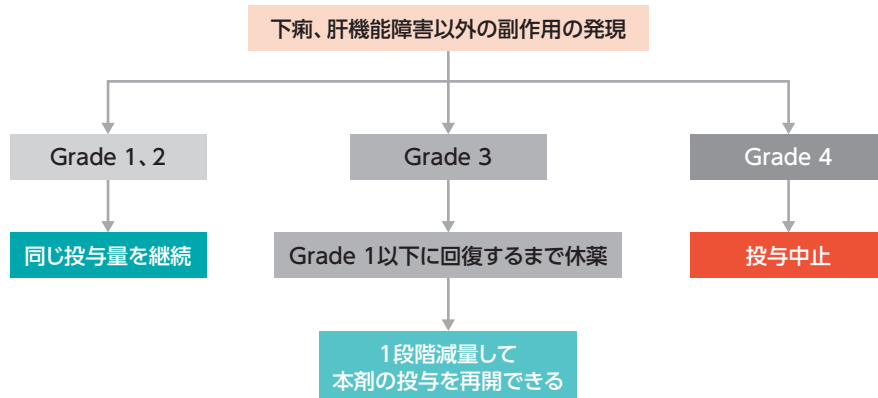 下痢、肝機能障害以外の副作用の発現
Grade 1、2
Grade 3
Grade 4
同じ投与量を継続
Grade 1以下に回復するまで休薬
投与中止
1段階減量して
本剤の投与を再開できる